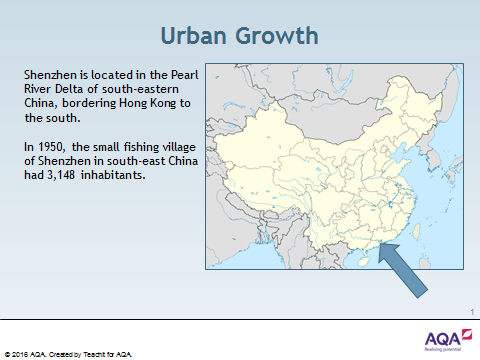 Urban Growth
Shenzhen is located in the Pearl
River Delta of south-eastern
China, bordering Hong Kong to
the south.
In 1950, the small fishing village
of Shenzhen in south-east China
had 3,148 inhabitants.
1
AQA
Realising potential
© 2016 AQA. Created by Teachit for AQA.